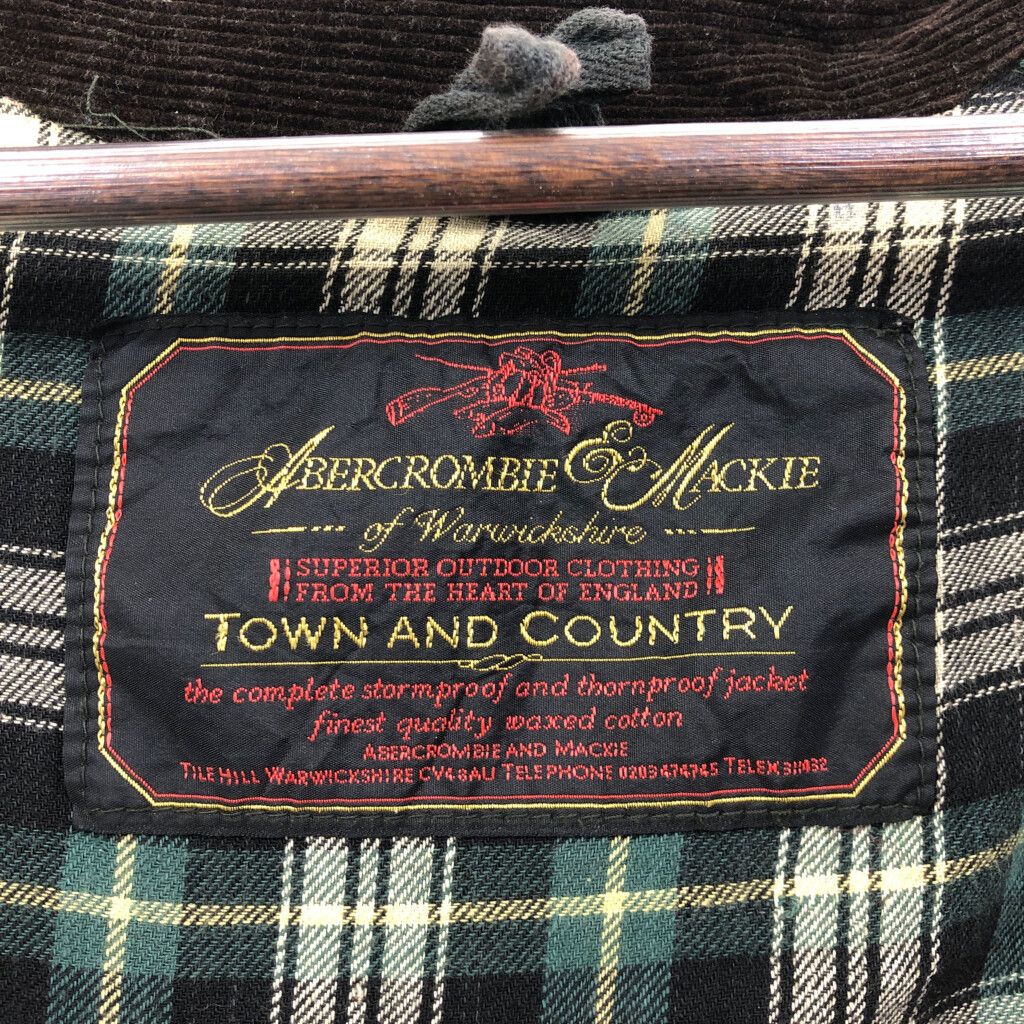 ABERCROMBIE & MACKIE
of Warwickshire
SUPERIOR OUTDOOR CLOTHING
FROM THE HEART OF ENGLAND
TOWN AND COUNTRY
the complete stormproof and thornproof jacket
finest quality waxed cotton
ABERCROMBIE AND MACKIE
TILE HILL WARWICKSHIRE CV4 8AU TELEPHONE 0203 474745 TELEX 311432